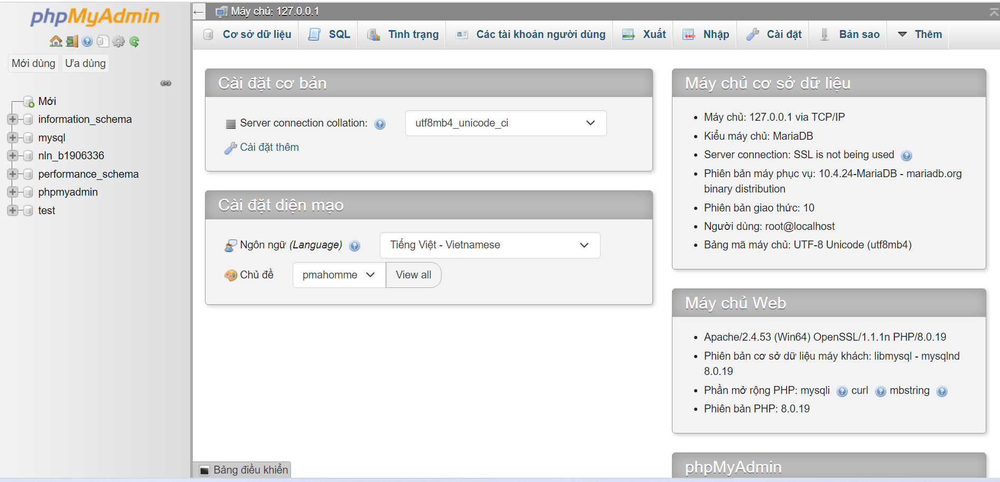 phpMyAdmin
Mới dùng Ưa dùng
Mới
information_schema
mysql
nln_b1906336
performance_schema
phpmyadmin
test
Máy chủ: 127.0.0.1
Cơ sở dữ liệu SQL Tình trạng Các tài khoản người dùng Xuất Nhập Cài đặt Bản sao Thêm
Cài đặt cơ bản
Server connection collation: utf8mb4_unicode_ci
Cài đặt thêm
Cài đặt diện mạo
Ngôn ngữ (Language) Tiếng Việt - Vietnamese
Chủ đề pmahomme View all
Máy chủ cơ sở dữ liệu
Máy chủ: 127.0.0.1 via TCP/IP
Kiểu máy chủ: MariaDB
Server connection: SSL is not being used
Phiên bản máy phục vụ: 10.4.24-MariaDB - mariadb.org
binary distribution
Phiên bản giao thức: 10
Người dùng: root@localhost
Bảng mã máy chủ: UTF-8 Unicode (utf8mb4)
Máy chủ Web
Apache/2.4.53 (Win64) OpenSSL/1.1.1n PHP/8.0.19
Phiên bản cơ sở dữ liệu máy khách: libmysql - mysqlnd
8.0.19
Phần mở rộng PHP: mysqli curl mbstring
Phiên bản PHP: 8.0.19
phpMyAdmin
Bảng điều khiển